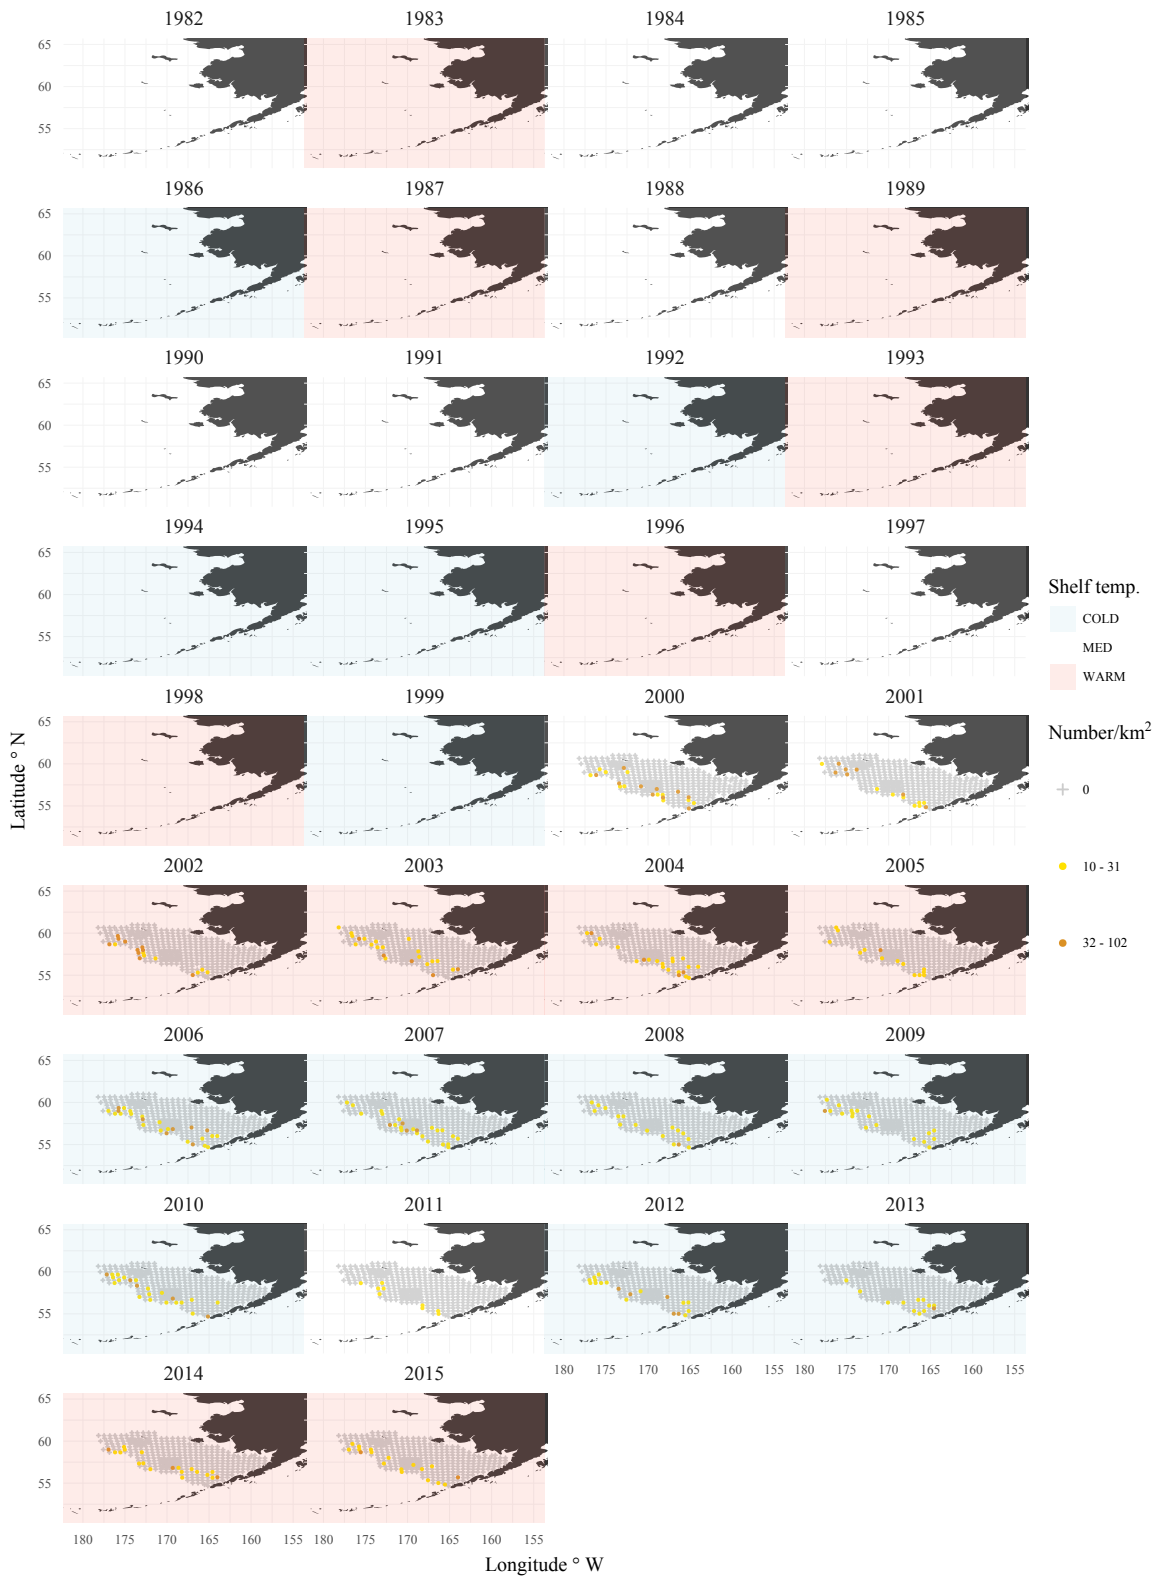 1982 1983 1984 1985
65
60
55
1986 1987 1988 1989
65
60
55
1990 1991 1992 1993
65
60
55
1994 1995 1996 1997
65
60
55
1998 1999 2000 2001
65
60
55
2002 2003 2004 2005
65
60
55
2006 2007 2008 2009
65
60
55
2010 2011 2012 2013
65
60
55
180 175 170 165 160 155 180 175 170 165 160 155
2014 2015
65
60
55
180 175 170 165 160 155 180 175 170 165 160 155
Longitude ° W
Latitude ° N
Shelf temp.
COLD
MED
WARM
Number/km²
0
10 - 31
32 - 102